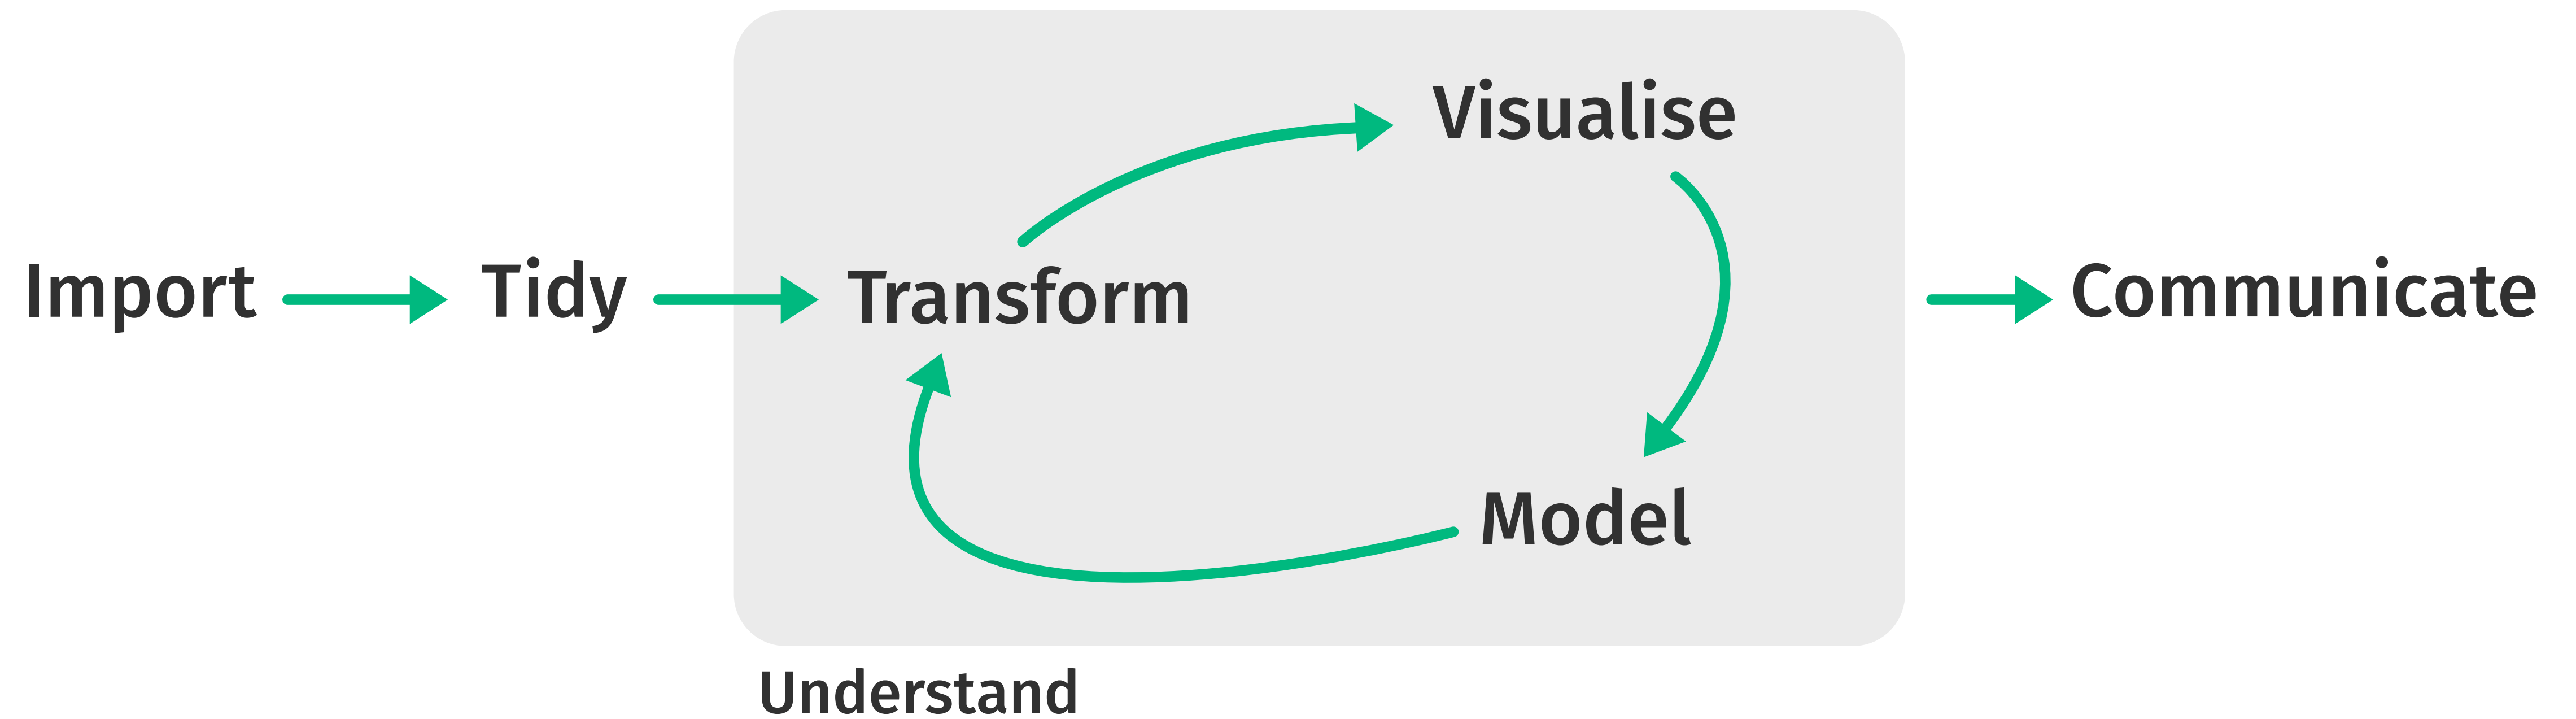 Import
Tidy
Transform
Visualise
Model
Understand
Communicate